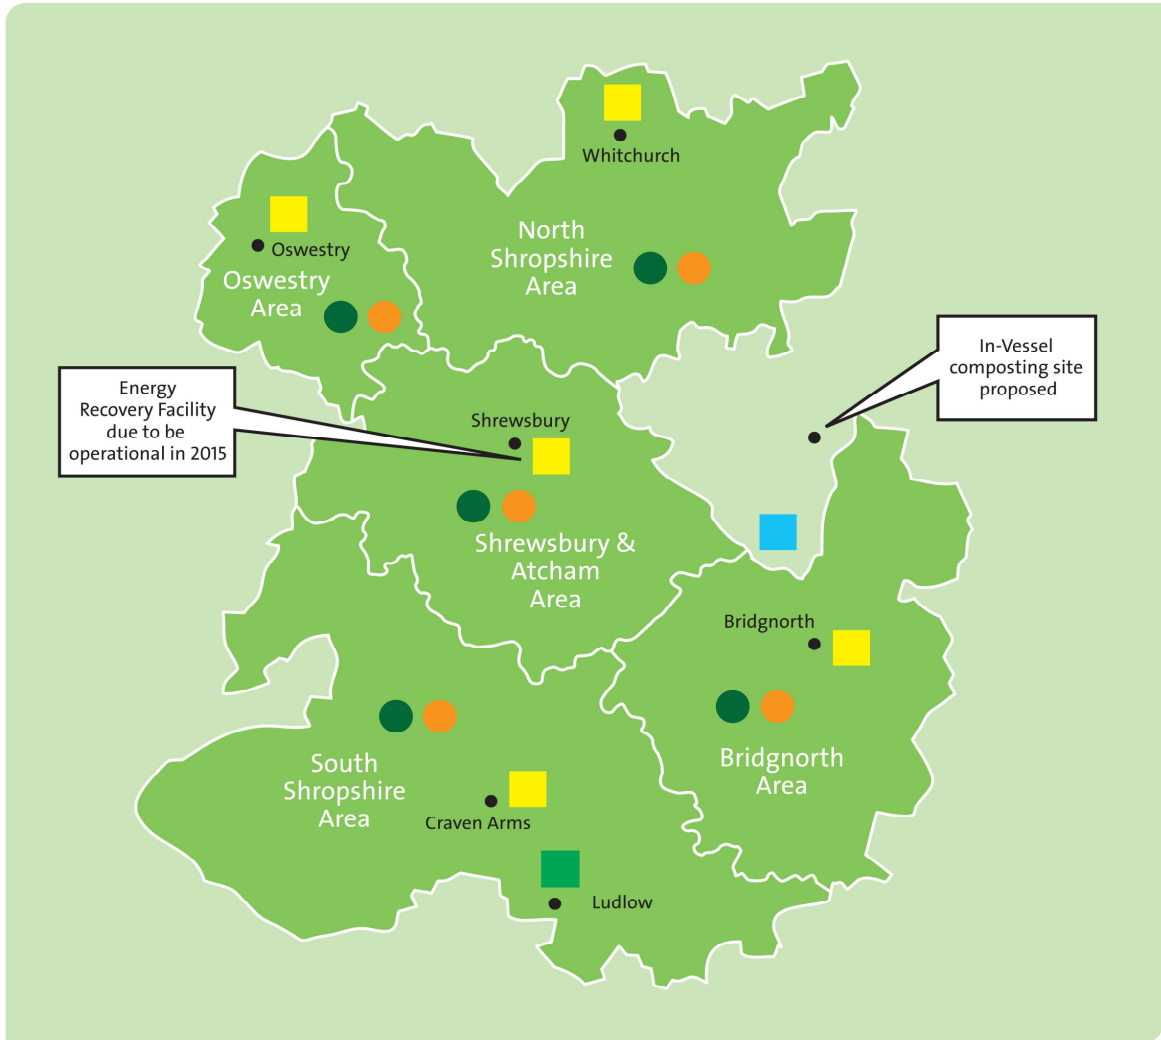 Whitchurch
North
Shropshire
Area
Oswestry
Oswestry
Area
In-Vessel
composting site
proposed
Energy
Recovery Facility
due to be
operational in 2015
Shrewsbury
Shrewsbury &
Atcham
Area
Bridgnorth
Bridgnorth
Area
South
Shropshire
Area
Craven Arms
Ludlow